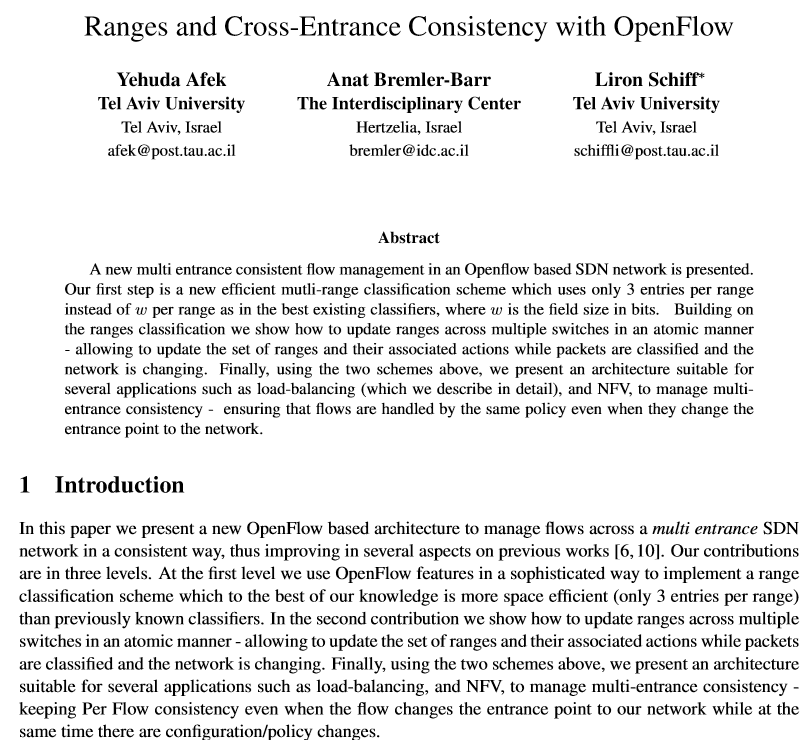 Ranges and Cross-Entrance Consistency with OpenFlow
Yehuda Afek
Tel Aviv University
Tel Aviv, Israel
afek@post.tau.ac.il
Anat Bremler-Barr
The Interdisciplinary Center
Hertzelia, Israel
bremler@idc.ac.il
Liron Schiff*
Tel Aviv University
Tel Aviv, Israel
schiffli@post.tau.ac.il
Abstract
A new multi entrance consistent flow management in an Openflow based SDN network is presented.
Our first step is a new efficient mutli-range classification scheme which uses only 3 entries per range
instead of w per range as in the best existing classifiers, where w is the field size in bits. Building on
the ranges classification we show how to update ranges across multiple switches in an atomic manner
- allowing to update the set of ranges and their associated actions while packets are classified and the
network is changing. Finally, using the two schemes above, we present an architecture suitable for
several applications such as load-balancing (which we describe in detail), and NFV, to manage multi-
entrance consistency - ensuring that flows are handled by the same policy even when they change the
entrance point to the network.
1 Introduction
In this paper we present a new OpenFlow based architecture to manage flows across a multi entrance SDN
network in a consistent way, thus improving in several aspects on previous works [6, 10]. Our contributions
are in three levels. At the first level we use OpenFlow features in a sophisticated way to implement a range
classification scheme which to the best of our knowledge is more space efficient (only 3 entries per range)
than previously known classifiers. In the second contribution we show how to update ranges across multiple
switches in an atomic manner - allowing to update the set of ranges and their associated actions while packets
are classified and the network is changing. Finally, using the two schemes above, we present an architecture
suitable for several applications such as load-balancing, and NFV, to manage multi-entrance consistency -
keeping Per Flow consistency even when the flow changes the entrance point to our network while at the
same time there are configuration/policy changes.